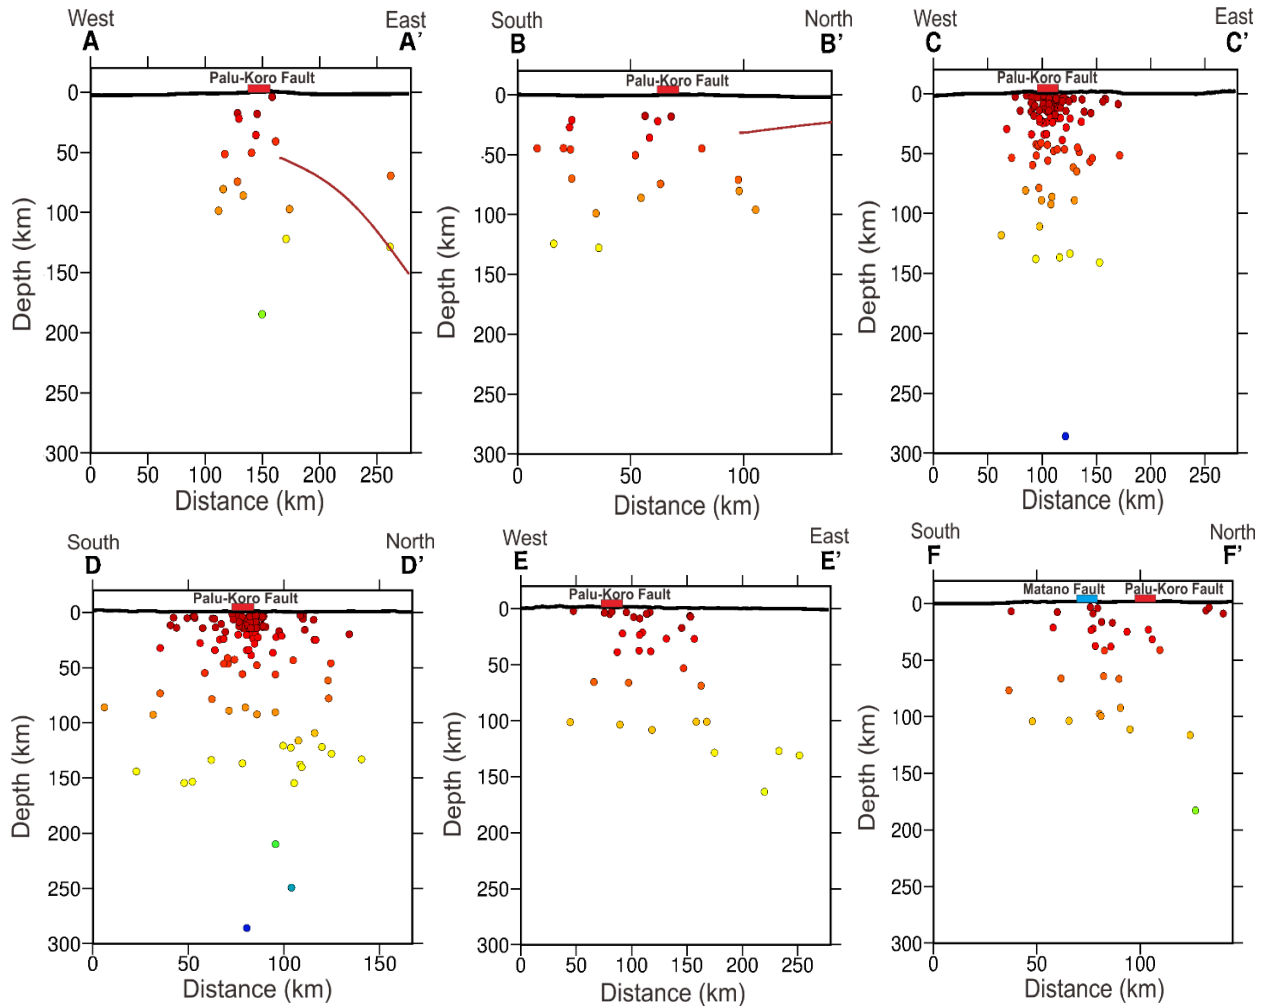 West East
A A’
Palu-Koro Fault
0
50
100
150
200
250
300
Depth (km)
0 50 100 150 200 250
Distance (km)
South North
B B’
Palu-Koro Fault
0
50
100
-50
150
200
250
300
Depth (km)
0 50 100
Distance (km)
West East
C C’
Palu-Koro Fault
0
50
100
150
200
250
300
Depth (km)
0 50 100 150 200 250
Distance (km)
South North
D D’
Palu-Koro Fault
0
50
100
150
200
250
300
Depth (km)
0 50 100 150
Distance (km)
West East
E E’
Palu-Koro Fault
0
50
100
150
200
250
300
Depth (km)
0 50 100 150 200 250
Distance (km)
South North
F F’
Matano Fault Palu-Koro Fault
0
50
100
150
200
250
300
Depth (km)
0 50 100
Distance (km)